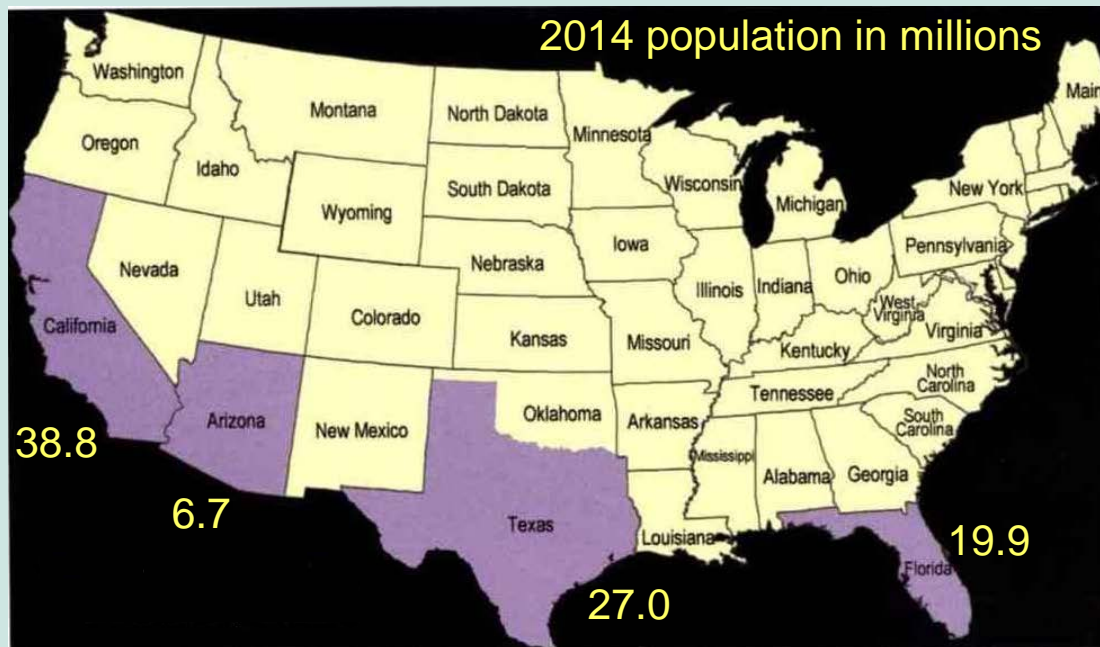 2014 population in millions
Washington
Montana
North Dakota
Minnesota
Main
Oregon
Idaho
South Dakota
Wisconsin
Michigan
New York
Wyoming
Iowa
Pennsylvania
Nebraska
Nevada
Utah
Illinois
Indiana
Ohio
West
Virginia
Virginia
California
Colorado
Kansas
Missouri
Kentucky
North
Carolina
Tennessee
Arizona
New Mexico
Oklahoma
Arkansas
South
Carolina
38.8
Mississippi
Alabama
Georgia
6.7
Texas
Louisiana
19.9
Florida
27.0